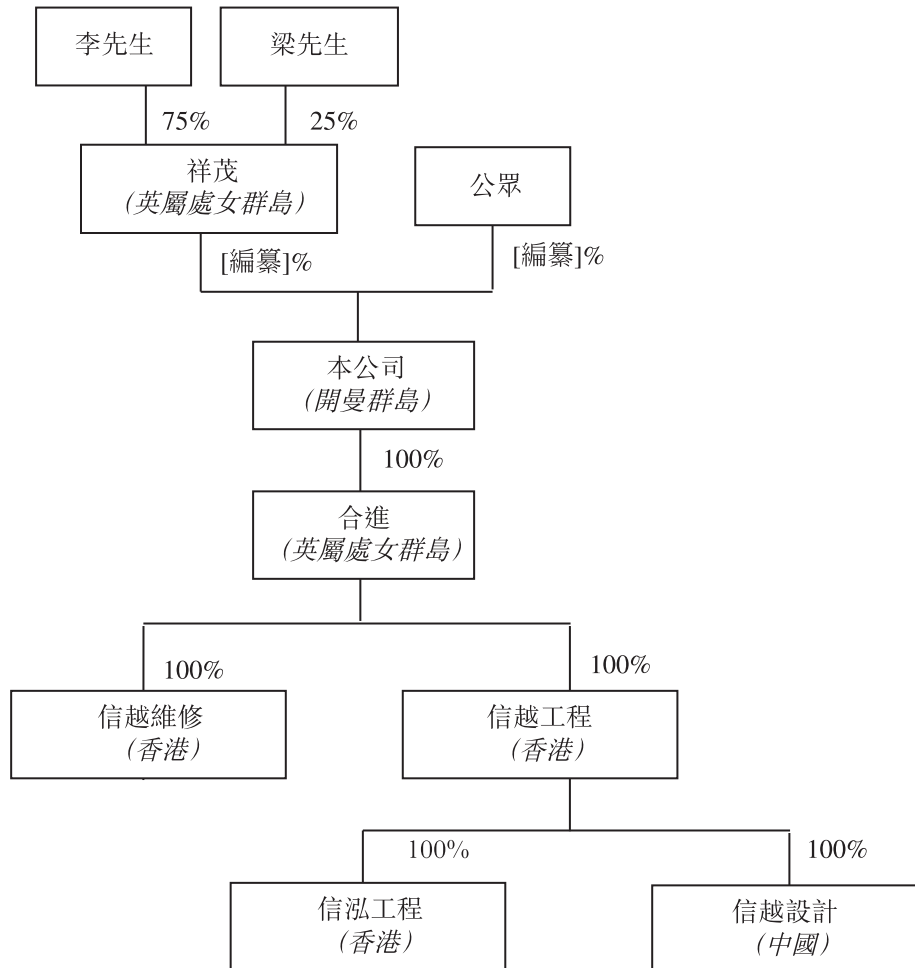 李先生
梁先生
75%
25%
祥茂
(英屬處女群島)
公眾
[編纂]%
[編纂]%
本公司
(開曼群島)
100%
合進
(英屬處女群島)
100%
100%
信越維修
(香港)
信越工程
(香港)
100%
100%
信泓工程
(香港)
信越設計
(中國)